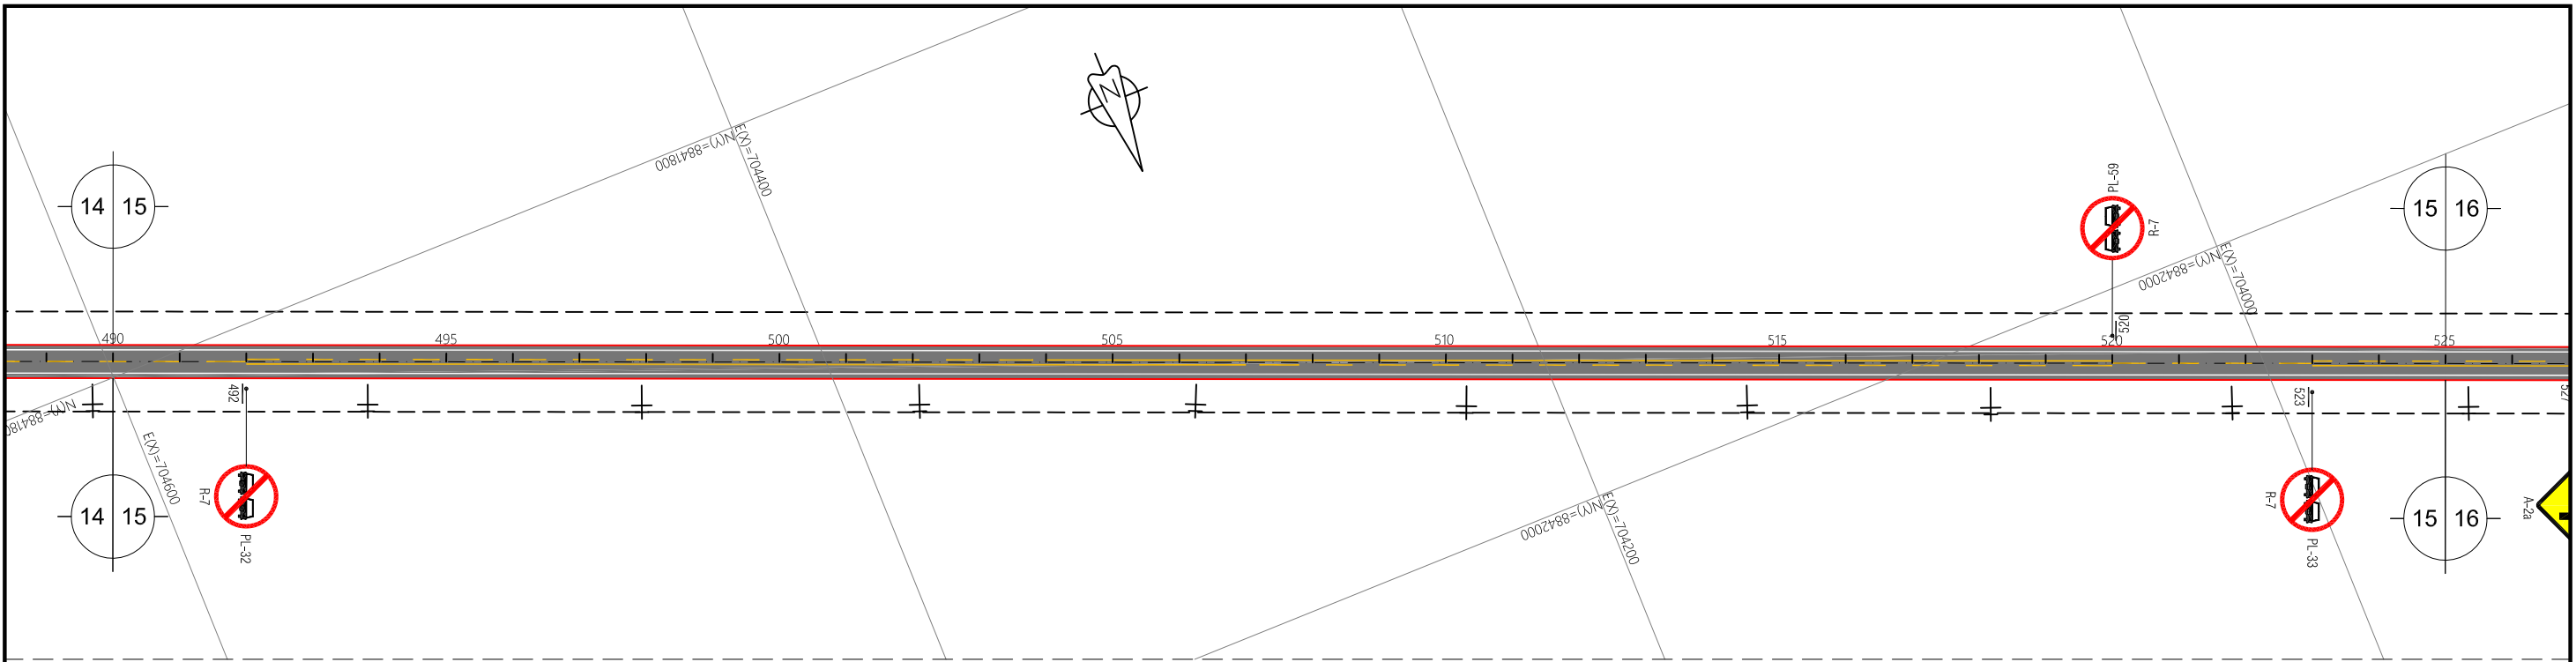 N(Y)=8841800
E(X)=704400
PL-59
R-7
14 15
15 16
N(Y)=8842000
E(X)=704000
N
520
490
495
500
505
510
515
520
525
492
523
527
N(Y)=884180
E(X)=704600
14 15
R-7
PL-32
N(Y)=8842000
E(X)=704200
R-7
PL-33
15 16
A-2a